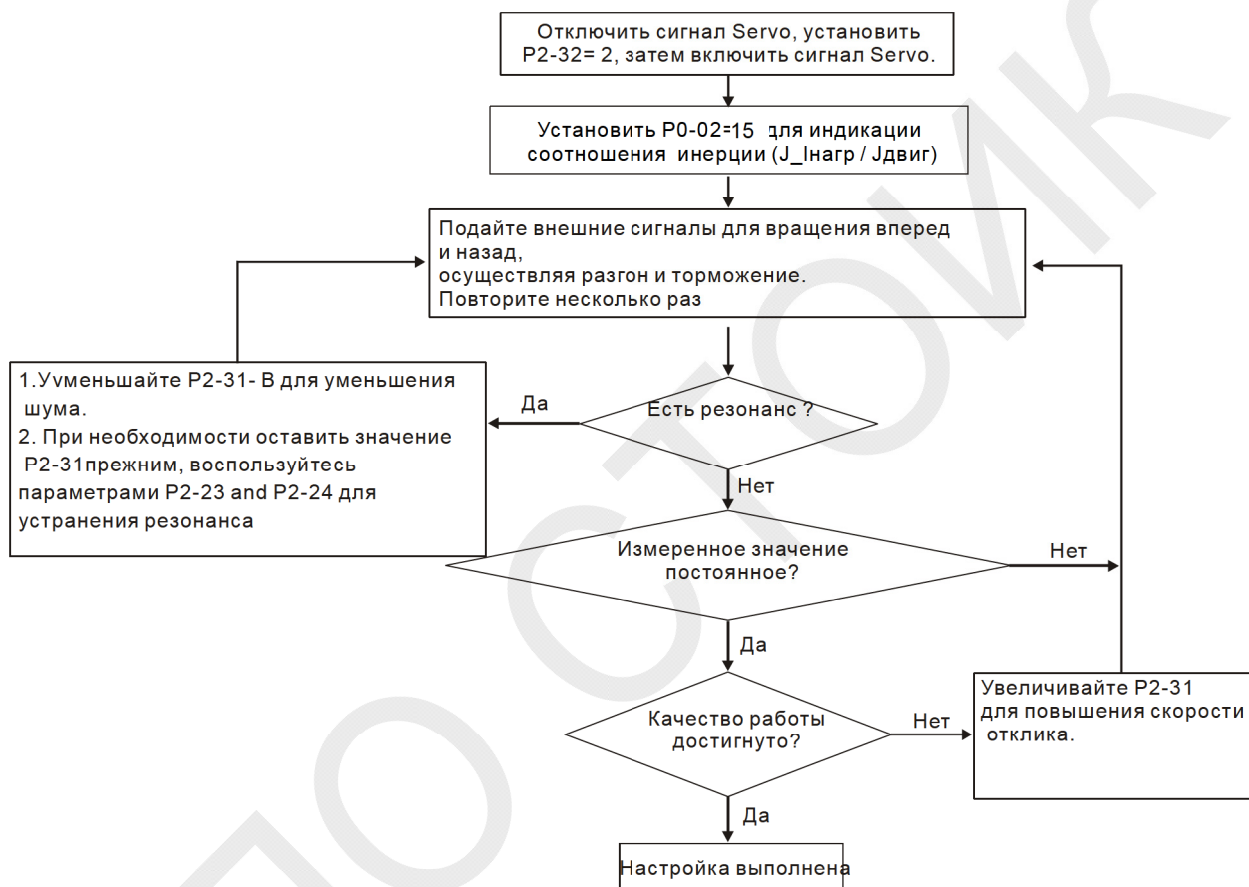 Отключить сигнал Servo, установить
P2-32= 2, затем включить сигнал Servo.
Установить P0-02=15 для индикации
соотношения инерции (J_Iнагр / Jдвиг)
Подайте внешние сигналы для вращения вперед
и назад,
осуществляя разгон и торможение.
Повторите несколько раз
1.Уvменьшайте P2-31- B для уменьшения
шума.
2. При необходимости оставить значение
P2-31прежним, воспользуйтесь
параметрами P2-23 and P2-24 для
устранения резонанса
Да
Есть резонанс ?
Нет
Измеренное значение
постоянное?
Нет
Да
Качество работы
достигнуто?
Нет
Увеличивайте P2-31
для повышения скорости
отклика.
Да
Настройка выполнена
ПО СТОИК